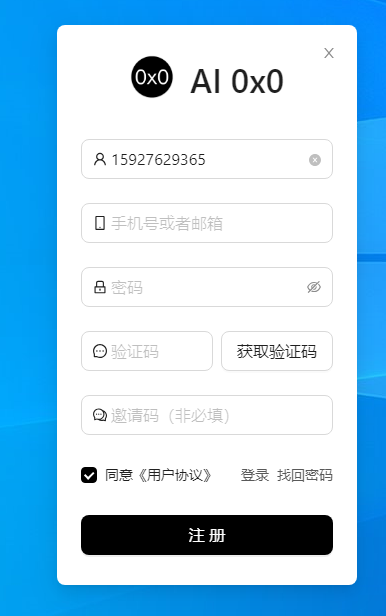 0x0 AI 0x0
15927629365
手机号或者邮箱
密码
验证码 获取验证码
邀请码（非必填）
同意《用户协议》 登录 找回密码
注册